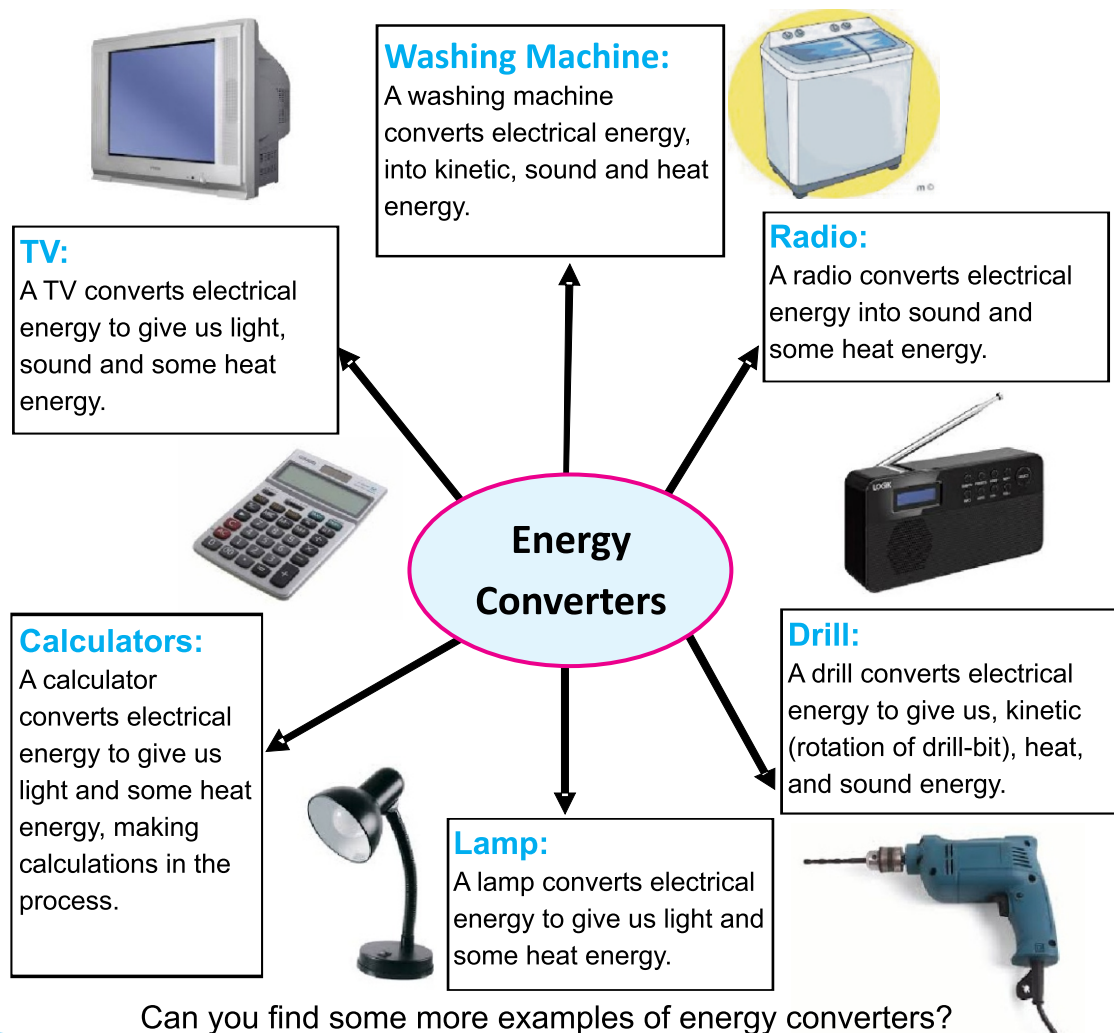 Washing Machine:
A washing machine
converts electrical energy,
into kinetic, sound and heat
energy.
m ©
TV:
A TV converts electrical
energy to give us light,
sound and some heat
energy.
Radio:
A radio converts electrical
energy into sound and
some heat energy.
LOGIK
Energy
Converters
Calculators:
A calculator
converts electrical
energy to give us
light and some heat
energy, making
calculations in the
process.
Drill:
A drill converts electrical
energy to give us, kinetic
(rotation of drill-bit), heat,
and sound energy.
Lamp:
A lamp converts electrical
energy to give us light and
some heat energy.
Can you find some more examples of energy converters?